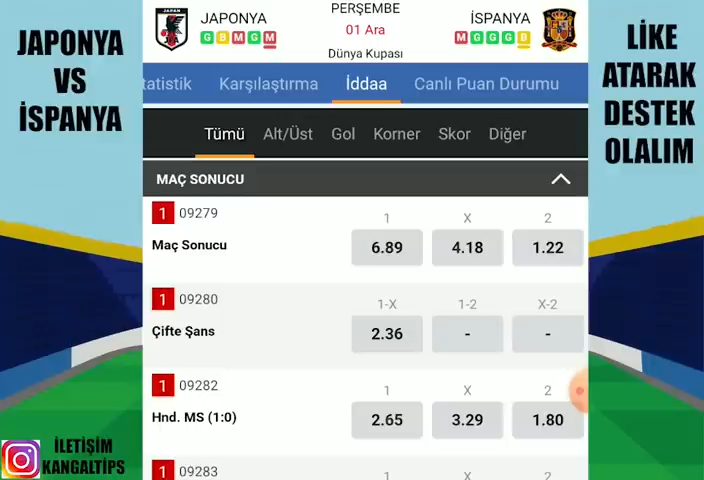 JAPONYA
VS
İSPANYA
JAPAN
JAPONYA
G B M G M
PERŞEMBE
01 Ara
Dünya Kupası
İSPANYA
M G G G B
LİKE
ATARAK
DESTEK
OLALIM
tatistik Karşılaştırma İddaa Canlı Puan Durumu
Tümü Alt/Üst Gol Korner Skor Diğer
MAÇ SONUCU
1 09279 1 X 2
Maç Sonucu 6.89 4.18 1.22
1 09280 1-X 1-2 X-2
Çifte Şans 2.36 - -
1 09282 1 X 2
Hnd. MS (1:0) 2.65 3.29 1.80
1 09283 1 X 2
İLETİŞİM
KANGALTİPS